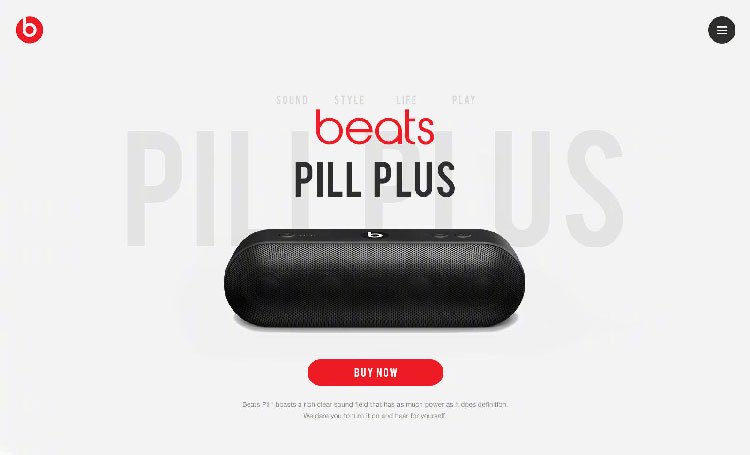 b
SOUND STYLE LIFE PLAY
beats
PILL PLUS
PILL PLUS
b
BUY NOW
Beats Pill+ boasts a rich clear sound field that has as much power as it does definition.
We dare you to turn it on and hear for yourself.